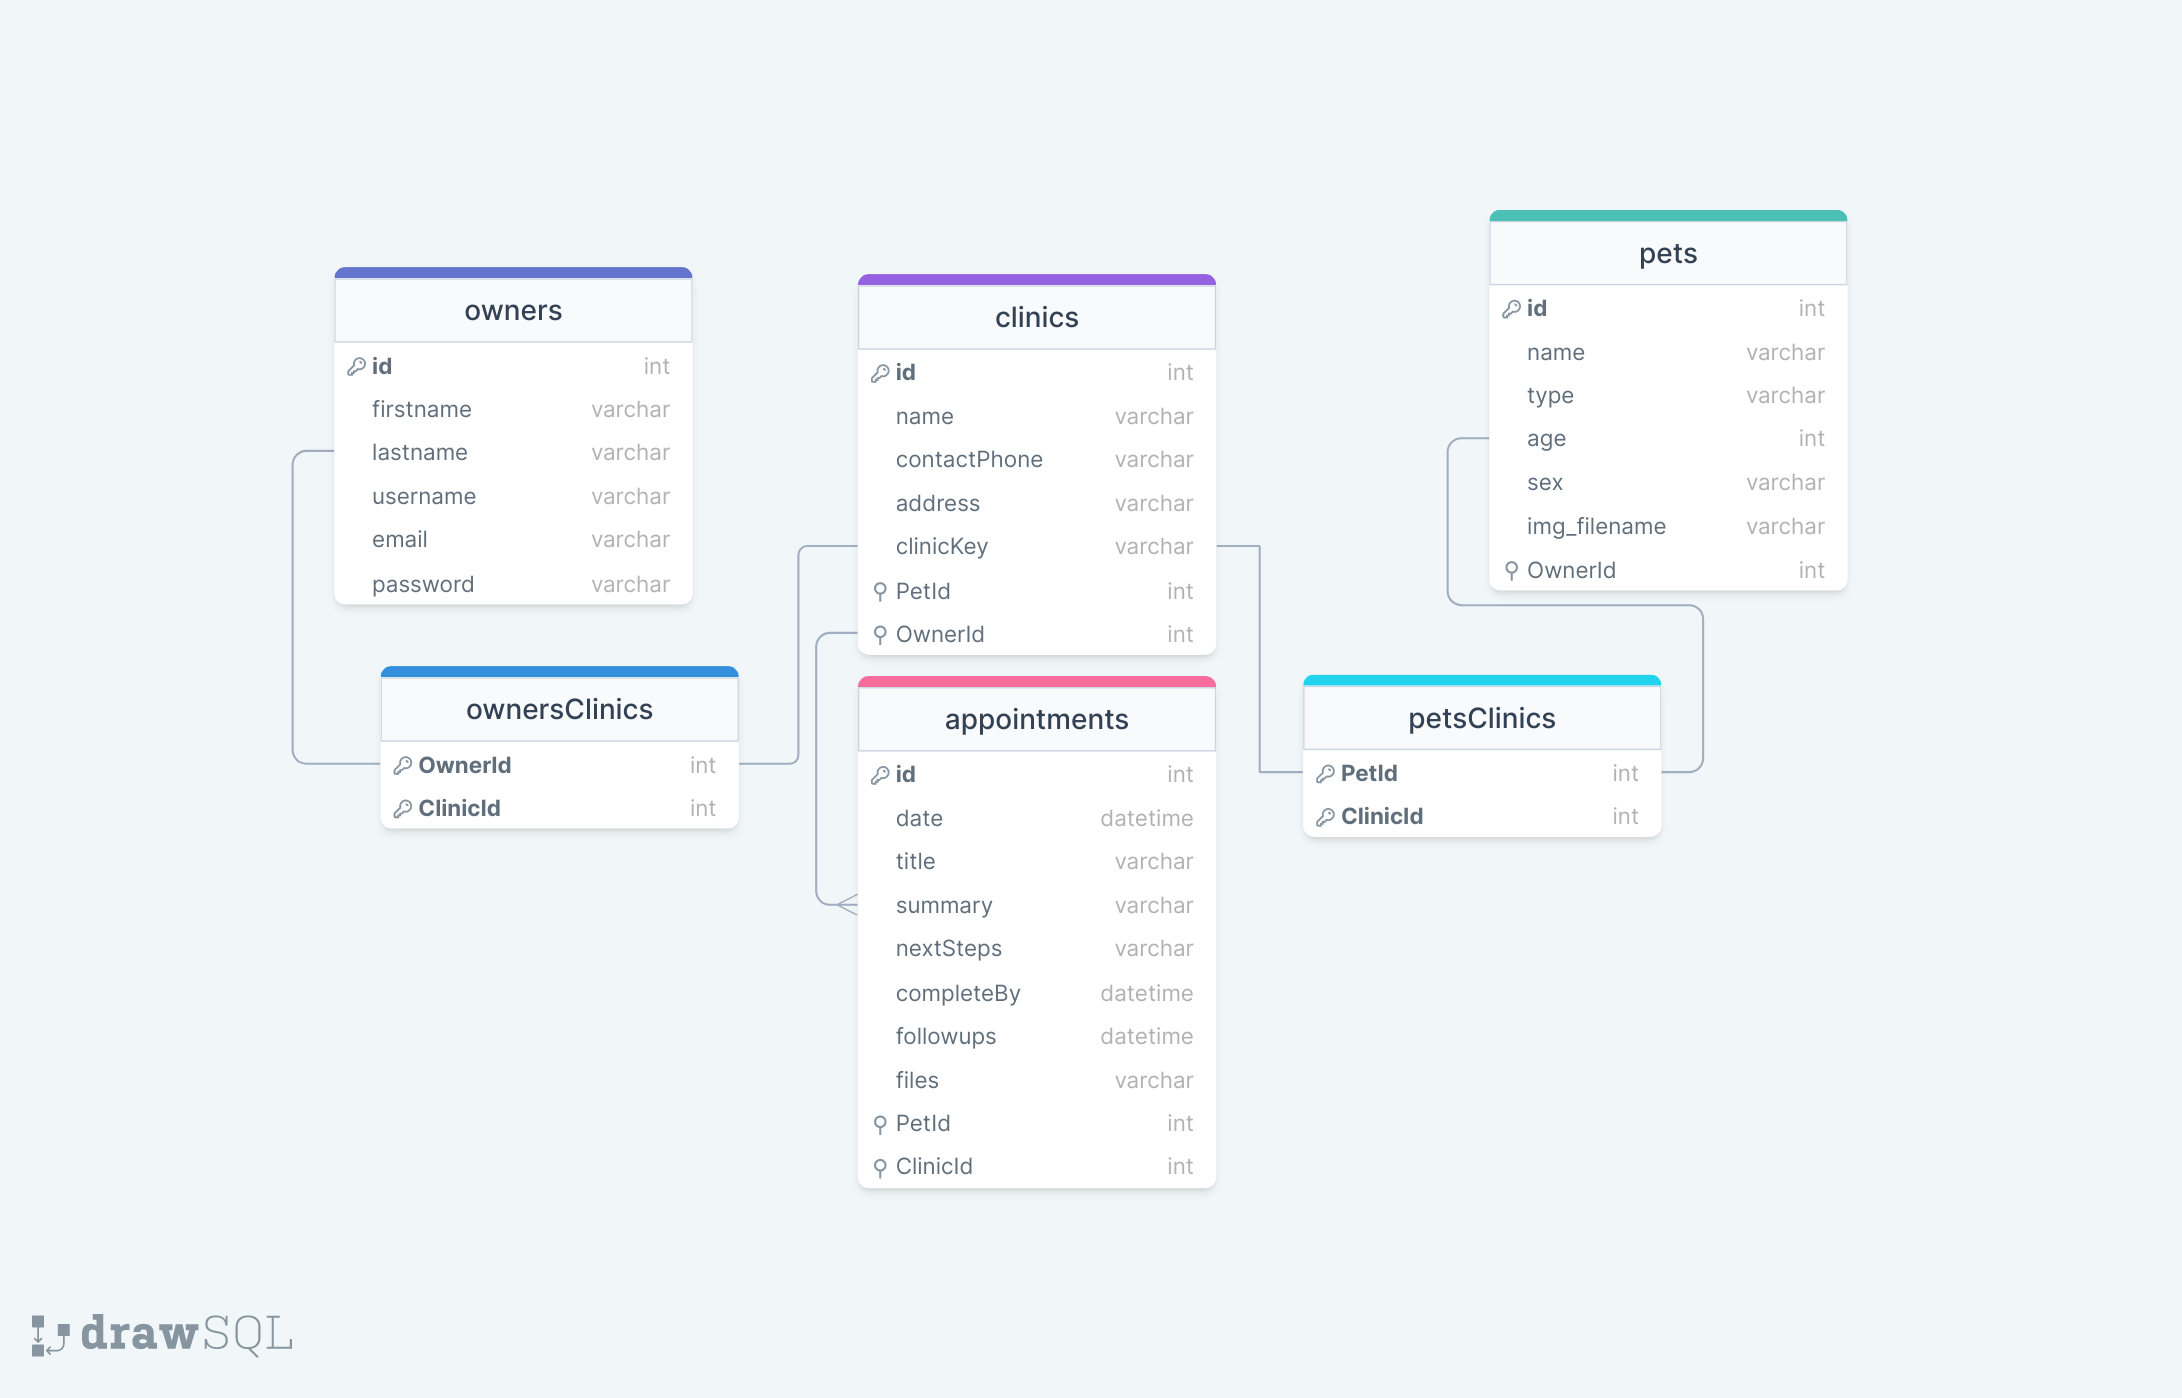 owners
id int
firstname varchar
lastname varchar
username varchar
email varchar
password varchar
ownersClinics
OwnerId int
ClinicId int
clinics
id int
name varchar
contactPhone varchar
address varchar
clinicKey varchar
PetId int
OwnerId int
appointments
id int
date datetime
title varchar
summary varchar
nextSteps varchar
completeBy datetime
followups datetime
files varchar
PetId int
ClinicId int
pets
id int
name varchar
type varchar
age int
sex varchar
img_filename varchar
OwnerId int
petsClinics
PetId int
ClinicId int
drawSQL